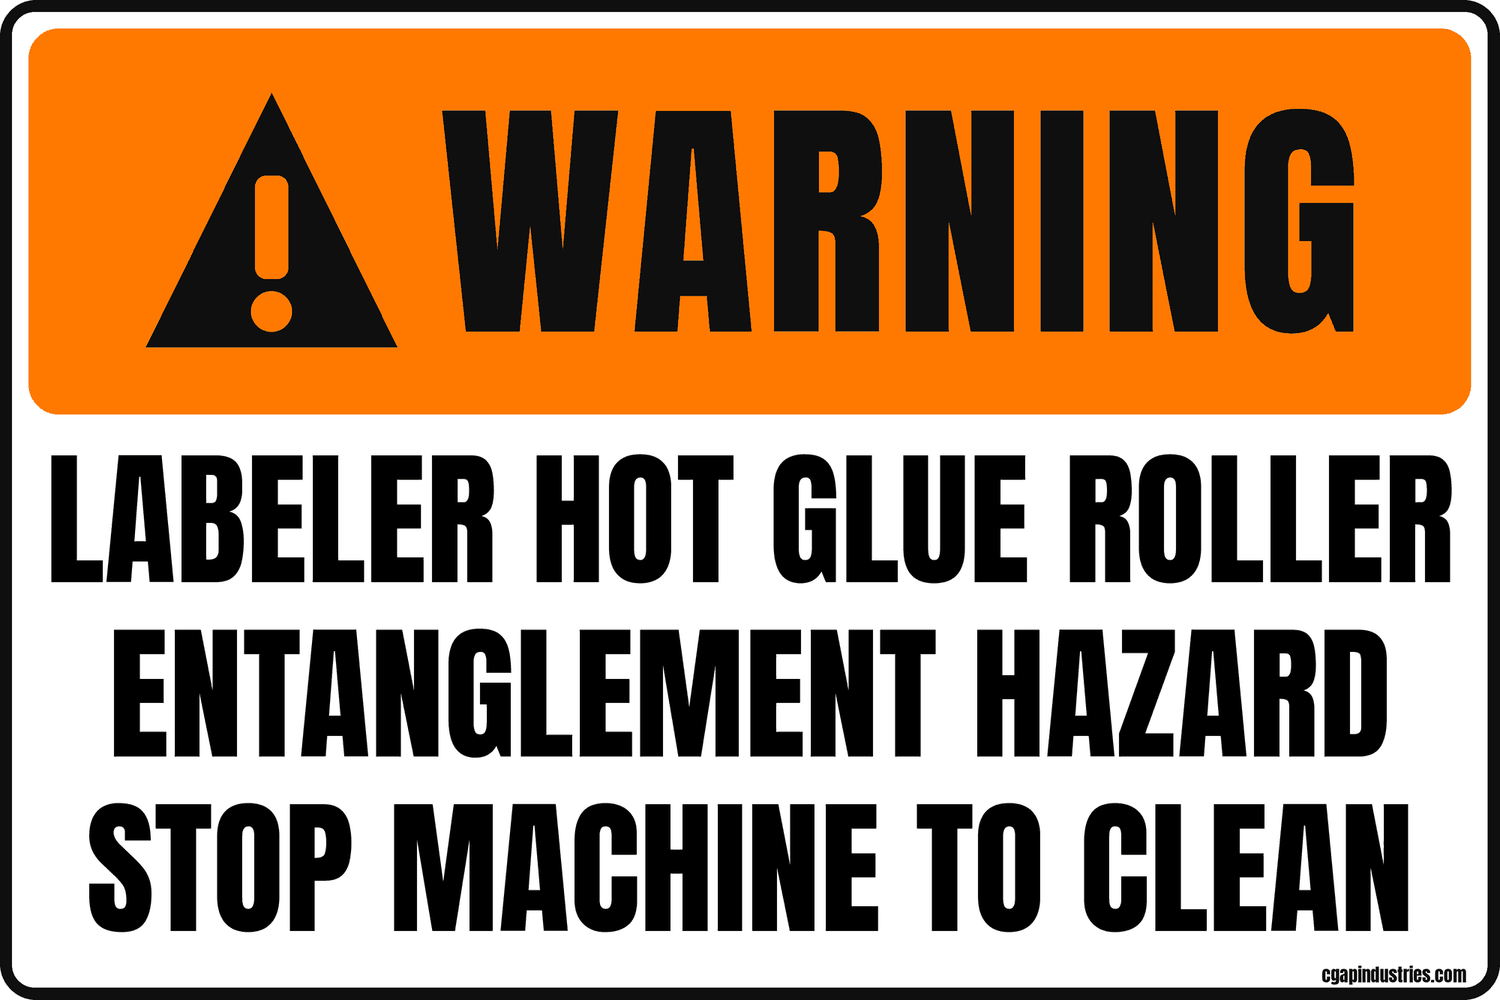 WARNING
LABELER HOT GLUE ROLLER
ENTANGLEMENT HAZARD
STOP MACHINE TO CLEAN
cgapindustries.com